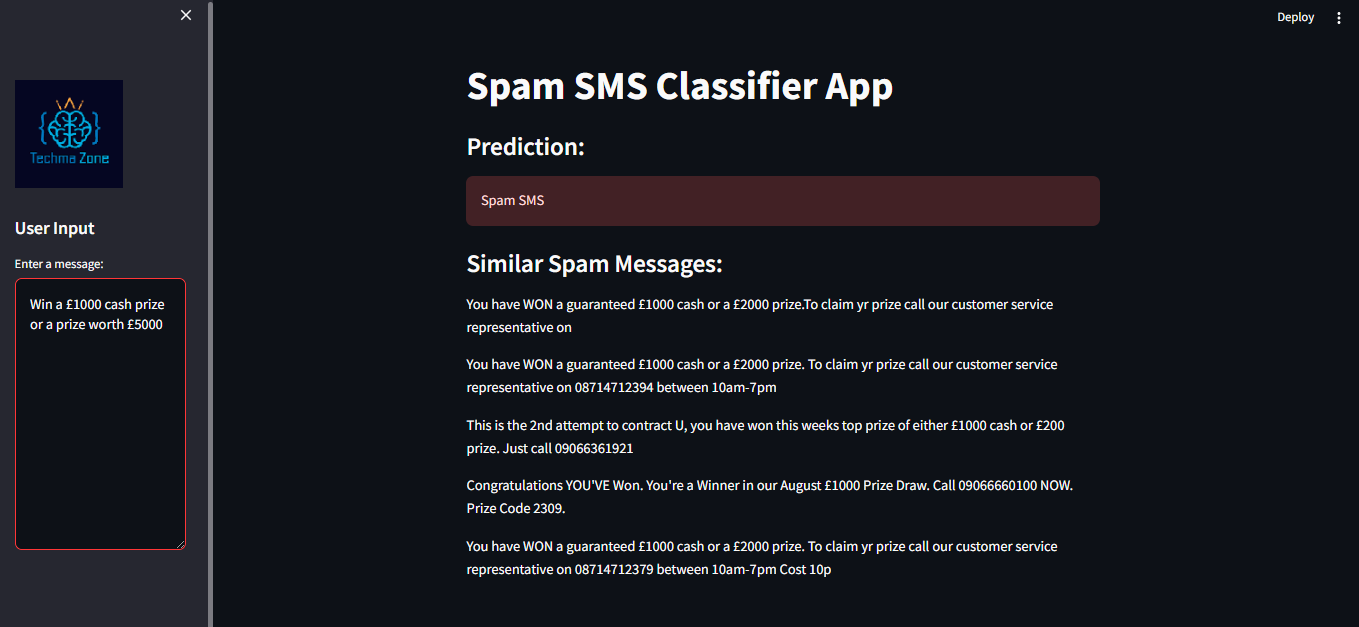 Deploy
Techma Zone
User Input
Enter a message:
Win a £1000 cash prize
or a prize worth £5000
Spam SMS Classifier App
Prediction:
Spam SMS
Similar Spam Messages:
You have WON a guaranteed £1000 cash or a £2000 prize.To claim yr prize call our customer service
representative on
You have WON a guaranteed £1000 cash or a £2000 prize. To claim yr prize call our customer service
representative on 08714712394 between 10am-7pm
This is the 2nd attempt to contract U, you have won this weeks top prize of either £1000 cash or £200
prize. Just call 09066361921
Congratulations YOU'VE Won. You're a Winner in our August £1000 Prize Draw. Call 09066660100 NOW.
Prize Code 2309.
You have WON a guaranteed £1000 cash or a £2000 prize. To claim yr prize call our customer service
representative on 08714712379 between 10am-7pm Cost 10p